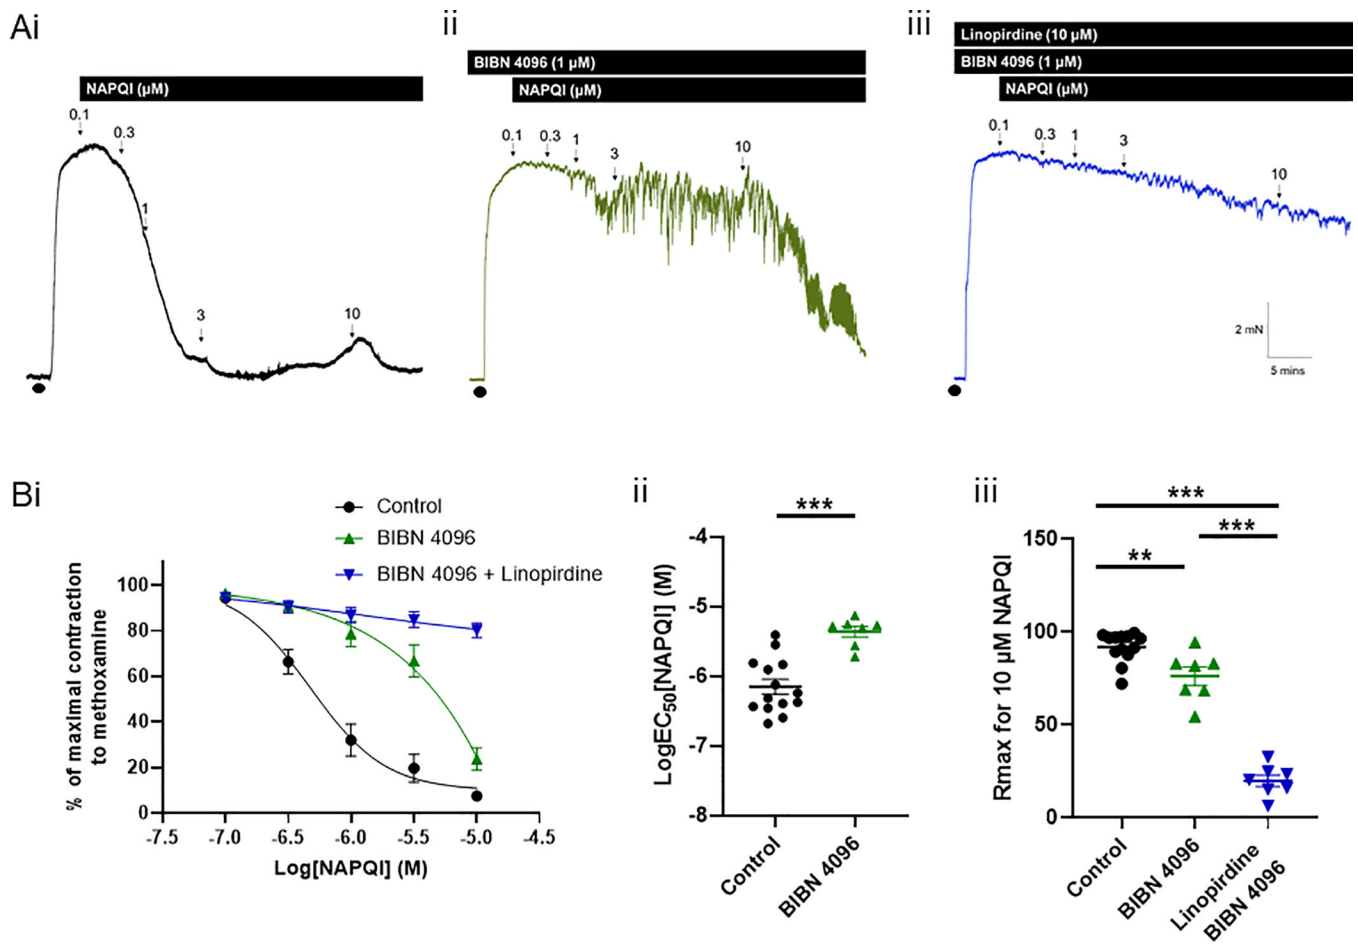 Ai
ii
iii
NAPQI (µM)
0.1
0.3
1
3
10
BIBN 4096 (1 µM)
NAPQI (µM)
0.1
0.3
1
3
10
Linopirdine (10 µM)
BIBN 4096 (1 µM)
NAPQI (µM)
0.1
0.3
1
3
10
2 mN
5 mins
Bi
Control
BIBN 4096
BIBN 4096 + Linopirdine
% of maximal contraction
to methoxamine
100
80
60
40
20
0
-7.5
-7.0
-6.5
-6.0
-5.5
-5.0
-4.5
Log[NAPQI] (M)
ii
***
LogEC50[NAPQI] (M)
-4
-5
-6
-7
-8
Control
BIBN 4096
iii
***
***
**
Rmax for 10 µM NAPQI
150
100
50
0
Control
BIBN 4096
Linopirdine
BIBN 4096